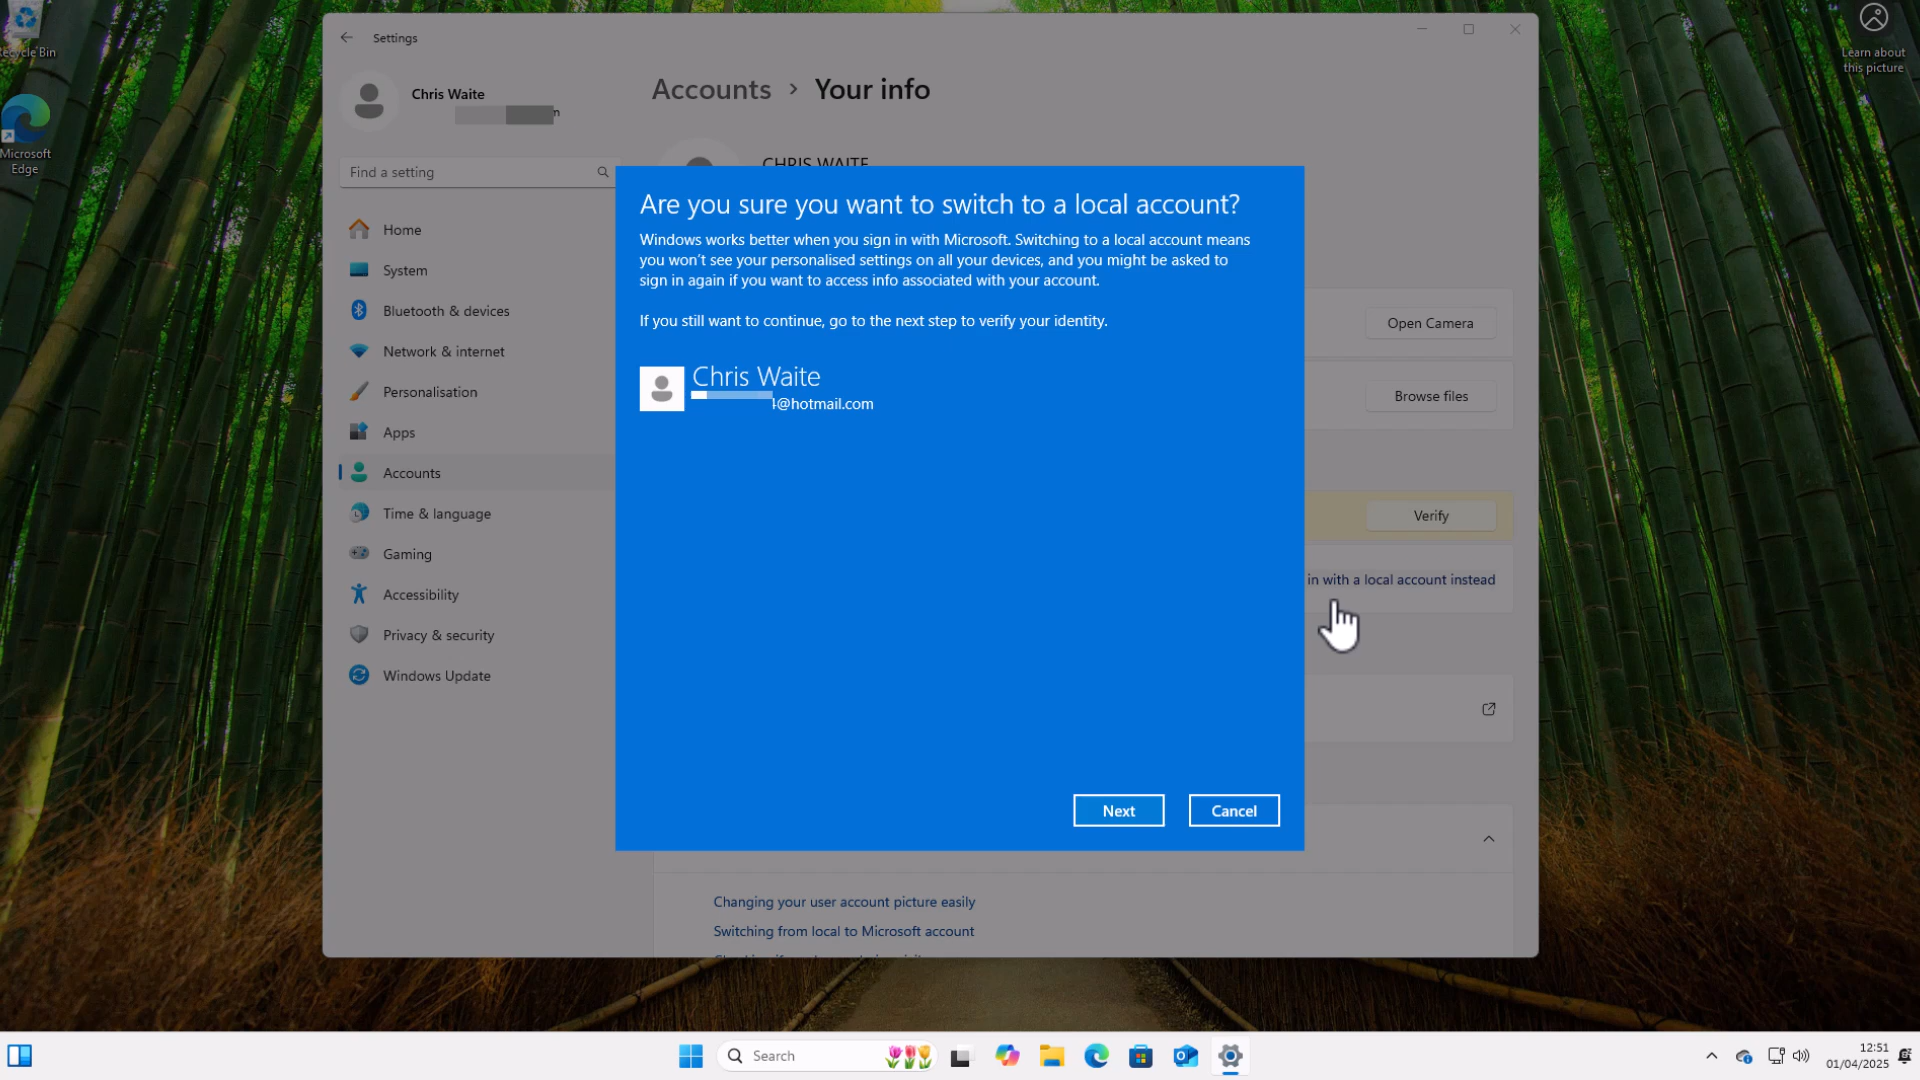 Recycle Bin
Learn about
this picture
Microsoft
Edge
Settings
Chris Waite
Find a setting
Home
System
Bluetooth & devices
Network & internet
Personalisation
Apps
Accounts
Time & language
Gaming
Accessibility
Privacy & security
Windows Update
Accounts > Your info
CHRIS WAITE
Are you sure you want to switch to a local account?
Windows works better when you sign in with Microsoft. Switching to a local account means
you won't see your personalised settings on all your devices, and you might be asked to
sign in again if you want to access info associated with your account.
If you still want to continue, go to the next step to verify your identity.
Chris Waite
@hotmail.com
Next
Cancel
Open Camera
Browse files
Verify
in with a local account instead
Changing your user account picture easily
Switching from local to Microsoft account
Search
12:51
01/04/2025